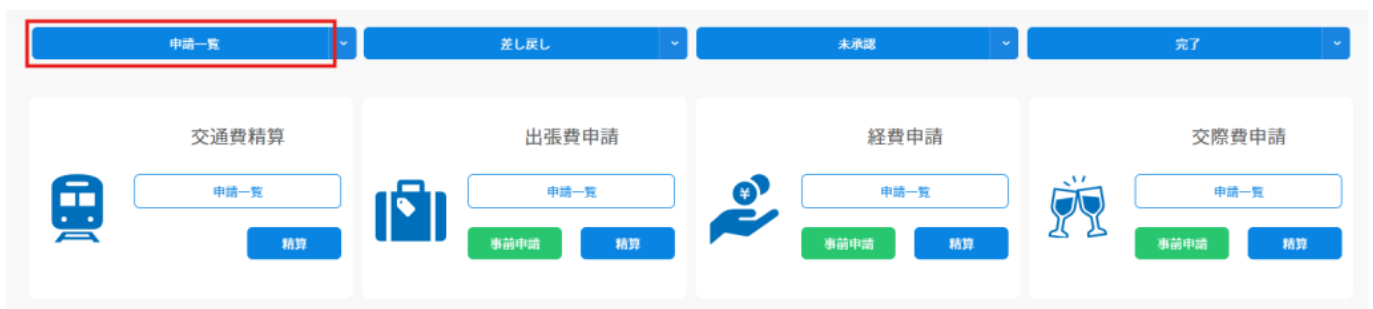 申請一覧 差し戻し 未承認 完了
交通費精算 出張費申請 経費申請 交際費申請
申請一覧 申請一覧 ¥ 申請一覧 申請一覧
精算 事前申請 精算 事前申請 精算 事前申請 精算